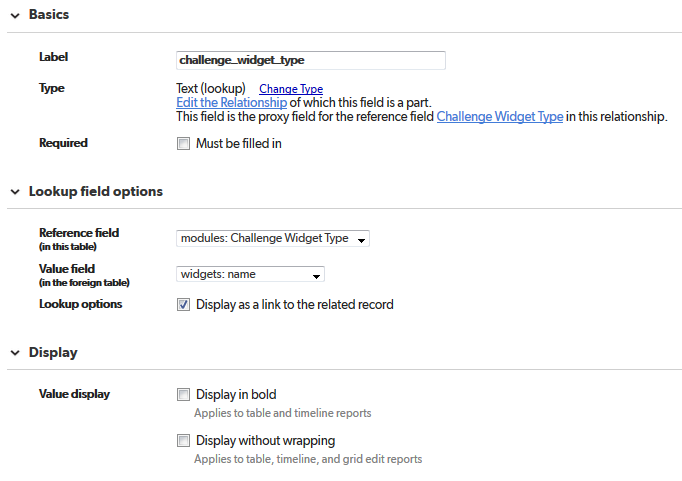 Basics
Label challenge_widget_type
Type Text (lookup) Change Type
Edit the Relationship of which this field is a part.
This field is the proxy field for the reference field Challenge Widget Type in this relationship.
Required Must be filled in
Lookup field options
Reference field modules: Challenge Widget Type
(in this table)
Value field widgets: name
(in the foreign table)
Lookup options Display as a link to the related record
Display
Value display Display in bold
Applies to table and timeline reports
Display without wrapping
Applies to table, timeline, and grid edit reports